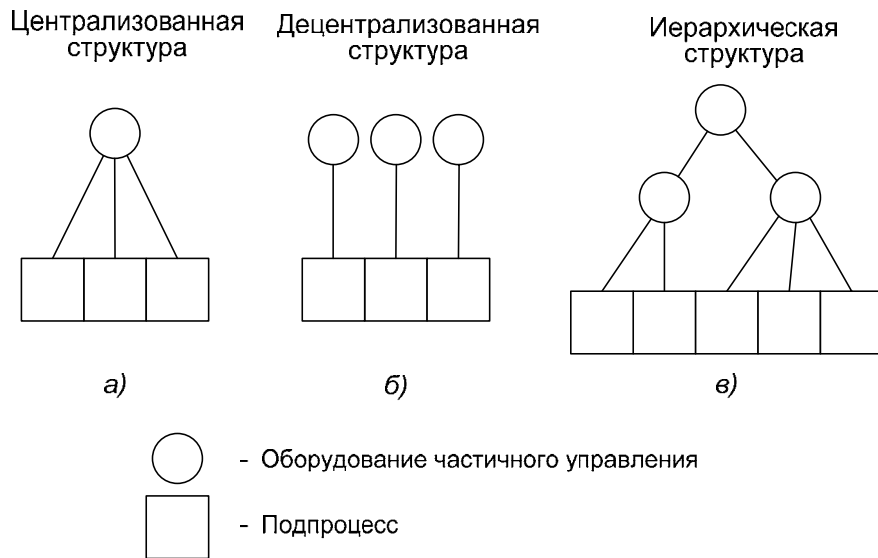 Централизованная
структура
Децентрализованная
структура
Иерархическая
структура
а)
б)
в)
- Оборудование частичного управления
- Подпроцесс